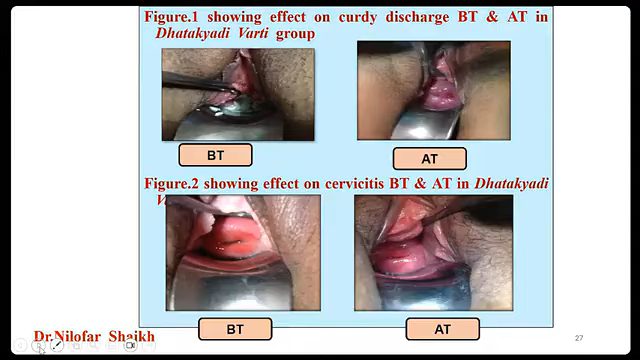 Figure.1 showing effect on curdy discharge BT & AT in
Dhatakyadi Varti group
BT
AT
Figure.2 showing effect on cervicitis BT & AT in Dhatakyadi
BT
AT
Dr.Nilofar Shaikh
27